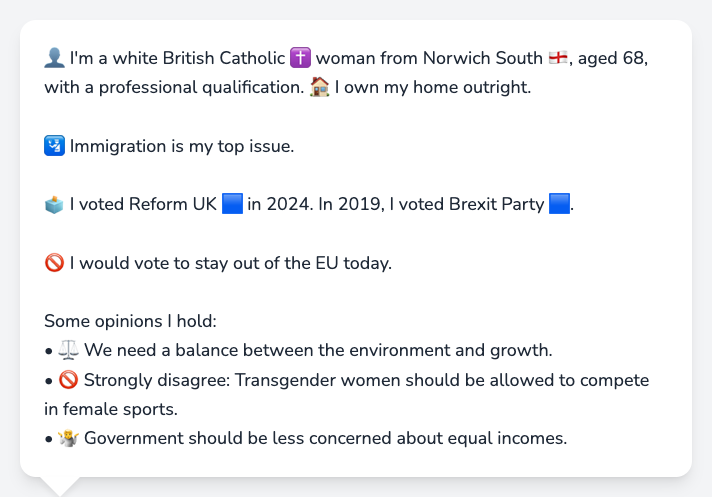 👤 I'm a white British Catholic ✝️ woman from Norwich South 🏴󠁧󠁢󠁥󠁮󠁧󠁿, aged 68,
with a professional qualification. 🏠 I own my home outright.
🛂 Immigration is my top issue.
🗳️ I voted Reform UK 🟦 in 2024. In 2019, I voted Brexit Party 🟦.
🚫 I would vote to stay out of the EU today.
Some opinions I hold:
• ⚖️ We need a balance between the environment and growth.
• 🚫 Strongly disagree: Transgender women should be allowed to compete
in female sports.
• 🤷 Government should be less concerned about equal incomes.